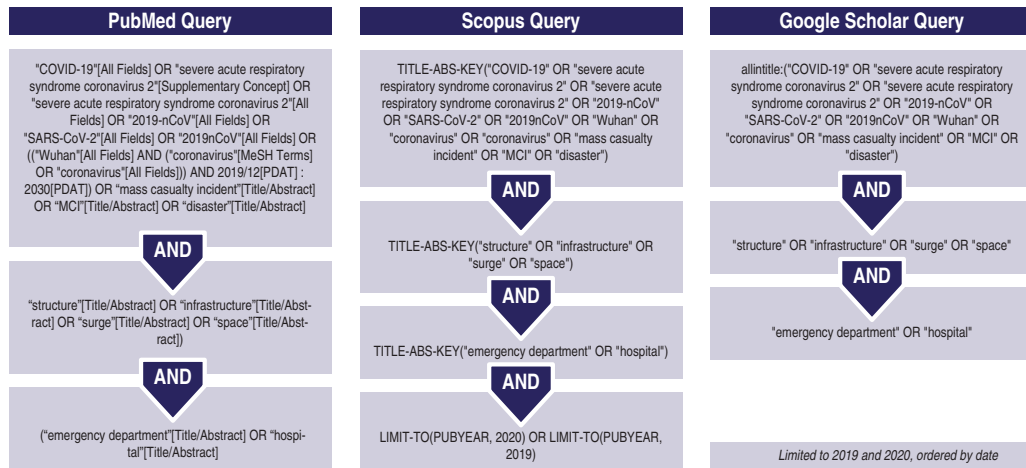 PubMed Query
"COVID-19"[All Fields] OR "severe acute respiratory
syndrome coronavirus 2"[Supplementary Concept] OR
"severe acute respiratory syndrome coronavirus 2"[All
Fields] OR "2019-nCoV"[All Fields] OR
"SARS-CoV-2"[All Fields] OR "2019nCoV"[All Fields] OR
(("Wuhan"[All Fields] AND ("coronavirus"[MeSH Terms]
OR "coronavirus"[All Fields])) AND 2019/12[PDAT] :
2030[PDAT]) OR “mass casualty incident”[Title/Abstract]
OR “MCI”[Title/Abstract] OR “disaster”[Title/Abstract]
AND
“structure”[Title/Abstract] OR “infrastructure”[Title/Abst-
ract] OR “surge”[Title/Abstract] OR “space”[Title/Abst-
ract])
AND
(“emergency department”[Title/Abstract] OR “hospi-
tal”[Title/Abstract]
Scopus Query
TITLE-ABS-KEY("COVID-19" OR "severe acute
respiratory syndrome coronavirus 2" OR "severe acute
respiratory syndrome coronavirus 2" OR "2019-nCoV"
OR "SARS-CoV-2" OR "2019nCoV" OR "Wuhan" OR
"coronavirus" OR "coronavirus" OR "mass casualty
incident" OR "MCI" OR "disaster")
AND
TITLE-ABS-KEY("structure" OR "infrastructure" OR
"surge" OR "space")
AND
TITLE-ABS-KEY("emergency department" OR "hospital")
AND
LIMIT-TO(PUBYEAR, 2020) OR LIMIT-TO(PUBYEAR,
2019)
Google Scholar Query
allintitle:("COVID-19" OR "severe acute respiratory
syndrome coronavirus 2" OR "severe acute respiratory
syndrome coronavirus 2" OR "2019-nCoV" OR
"SARS-CoV-2" OR "2019nCoV" OR "Wuhan" OR
"coronavirus" OR "mass casualty incident" OR "MCI" OR
"disaster")
AND
"structure" OR "infrastructure" OR "surge" OR "space"
AND
"emergency department" OR "hospital"
Limited to 2019 and 2020, ordered by date